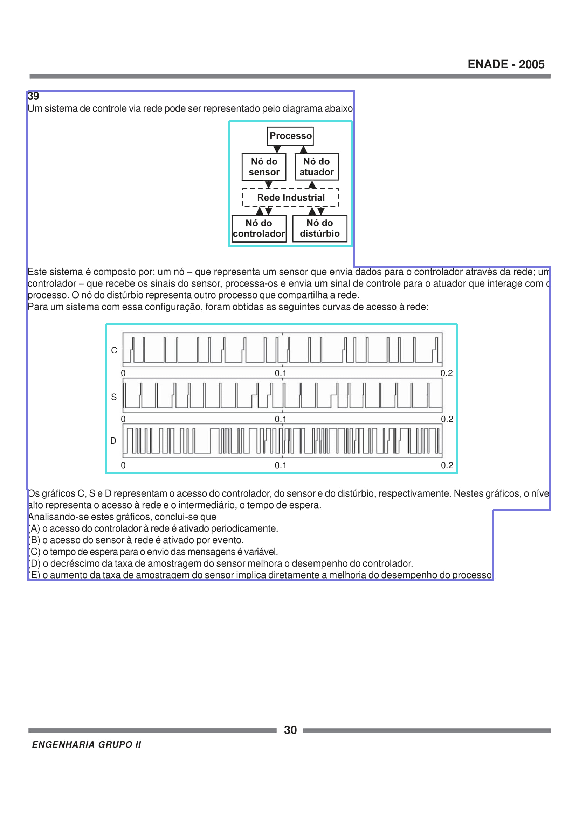 ENADE - 2005
39
Um sistema de controle via rede pode ser representado pelo diagrama abaixo
Processo
Nó do sensor
Nó do atuador
Rede Industrial
Nó do controlador
Nó do distúrbio
Este sistema é composto por: um nó – que representa um sensor que envia dados para o controlador através da rede; um
controlador – que recebe os sinais do sensor, processa-os e envia um sinal de controle para o atuador que interage com o
processo. O nó do distúrbio representa outro processo que compartilha a rede.
Para um sistema com essa configuração, foram obtidas as seguintes curvas de acesso à rede:
C
0 0.1 0.2
S
0 0.1 0.2
D
0 0.1 0.2
Os gráficos C, S e D representam o acesso do controlador, do sensor e do distúrbio, respectivamente. Nestes gráficos, o níve
alto representa o acesso à rede e o intermediário, o tempo de espera.
Analisando-se estes gráficos, conclui-se que
(A) o acesso do controlador à rede é ativado periodicamente.
(B) o acesso do sensor à rede é ativado por evento.
(C) o tempo de espera para o envio das mensagens é variável.
(D) o decréscimo da taxa de amostragem do sensor melhora o desempenho do controlador.
(E) o aumento da taxa de amostragem do sensor implica diretamente a melhoria do desempenho do processo
30
ENGENHARIA GRUPO II